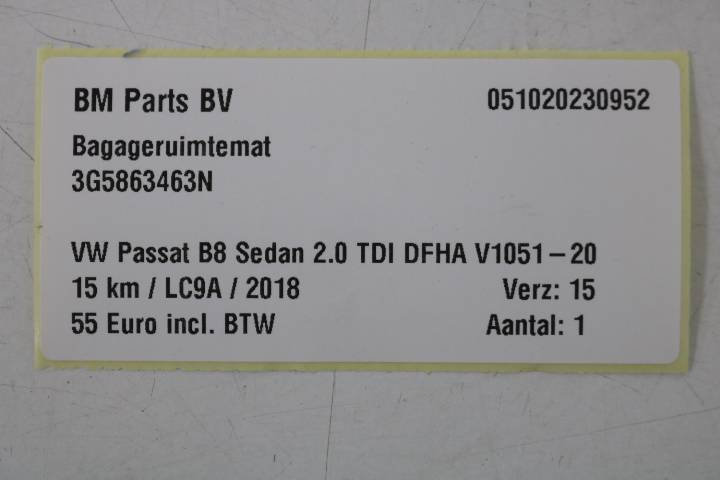 BM Parts BV 051020230952
Bagageruimtemat
3G5863463N
VW Passat B8 Sedan 2.0 TDI DFHA V1051-20
15 km / LC9A / 2018 Verz: 15
55 Euro incl. BTW Aantal: 1